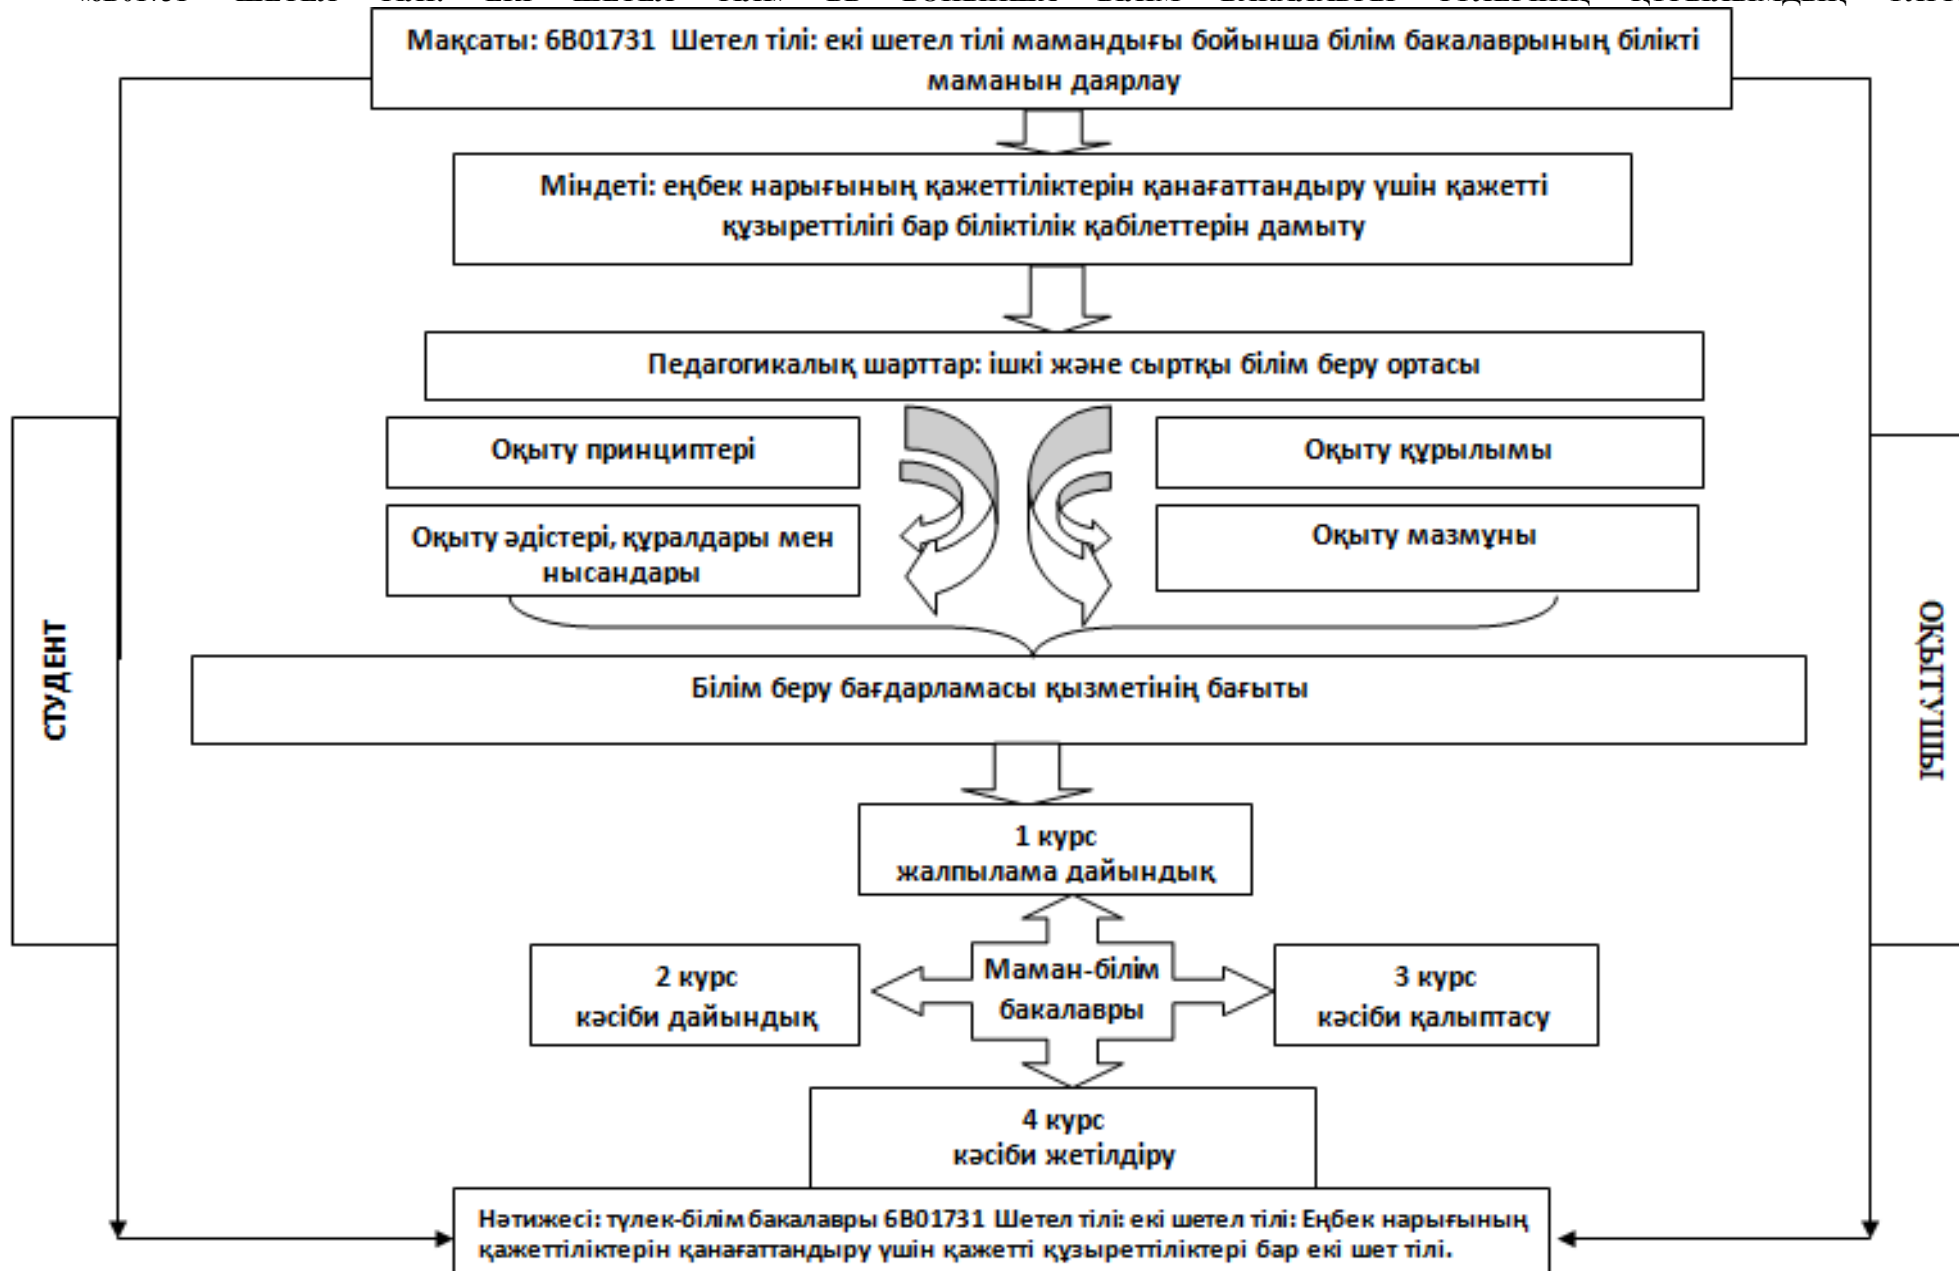 Мақсаты: 6В01731 Шетел тілі: екі шетел тілі мамандығы бойынша білім бакалаврының білікті
маманын даярлау
Міндеті: еңбек нарығының қажеттіліктерін қанағаттандыру үшін қажетті
құзыреттілігі бар біліктілік қабілеттерін дамыту
Педагогикалық шарттар: ішкі және сыртқы білім беру ортасы
Оқыту принциптері
Оқыту құрылымы
Оқыту әдістері, құралдары мен
нысандары
Оқыту мазмұны
СТУДЕНТ
ОҚЫТУШЫ
Білім беру бағдарламасы қызметінің бағыты
1 курс
жалпылама дайындық
2 курс
кәсіби дайындық
Маман-білім
бакалавры
3 курс
кәсіби қалыптасу
4 курс
кәсіби жетілдіру
Нәтижесі: түлек-білім бакалавры 6В01731 Шетел тілі: екі шетел тілі: Еңбек нарығының
қажеттіліктерін қанағаттандыру үшін қажетті құзыреттіліктері бар екі шет тілі.